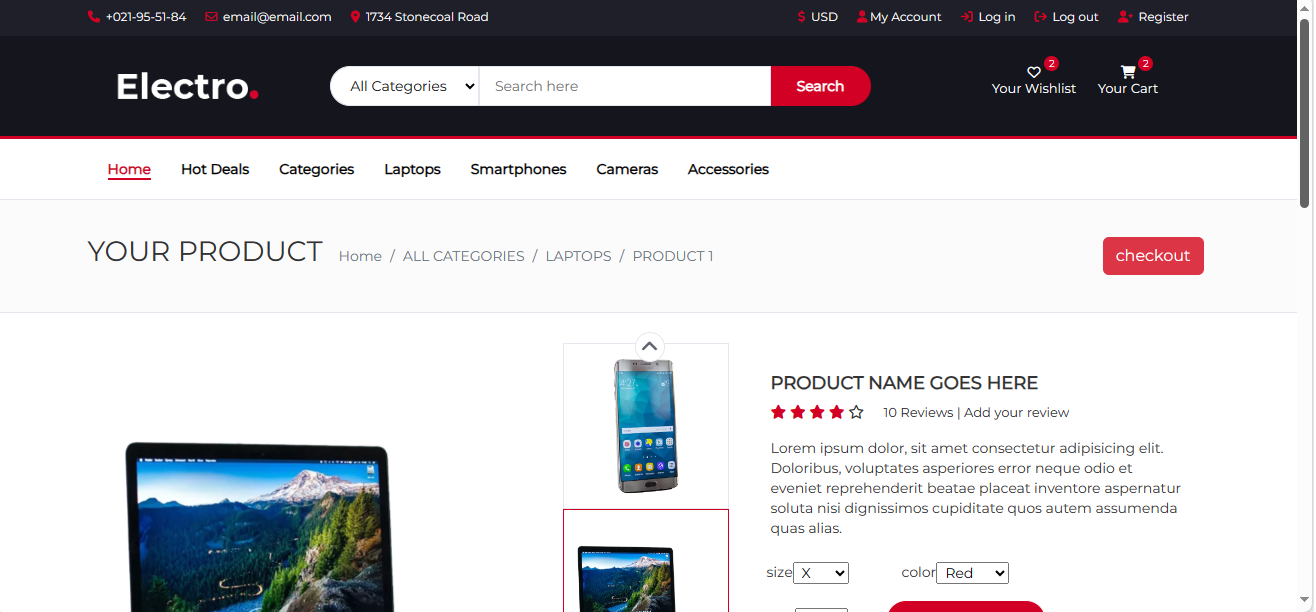 +021-95-51-84 email@email.com 1734 Stonecoal Road $ USD My Account Log in Log out Register
Electro. All Categories Search here Search 2 Your Wishlist 2 Your Cart
Home Hot Deals Categories Laptops Smartphones Cameras Accessories
YOUR PRODUCT Home / ALL CATEGORIES / LAPTOPS / PRODUCT 1 checkout
4:27
PRODUCT NAME GOES HERE
10 Reviews | Add your review
Lorem ipsum dolor, sit amet consectetur adipisicing elit.
Doloribus, voluptates asperiores error neque odio et
eveniet reprehenderit beatae placeat inventore aspernatur
soluta nisi dignissimos cupiditate quos autem assumenda
quas alias.
size X color Red